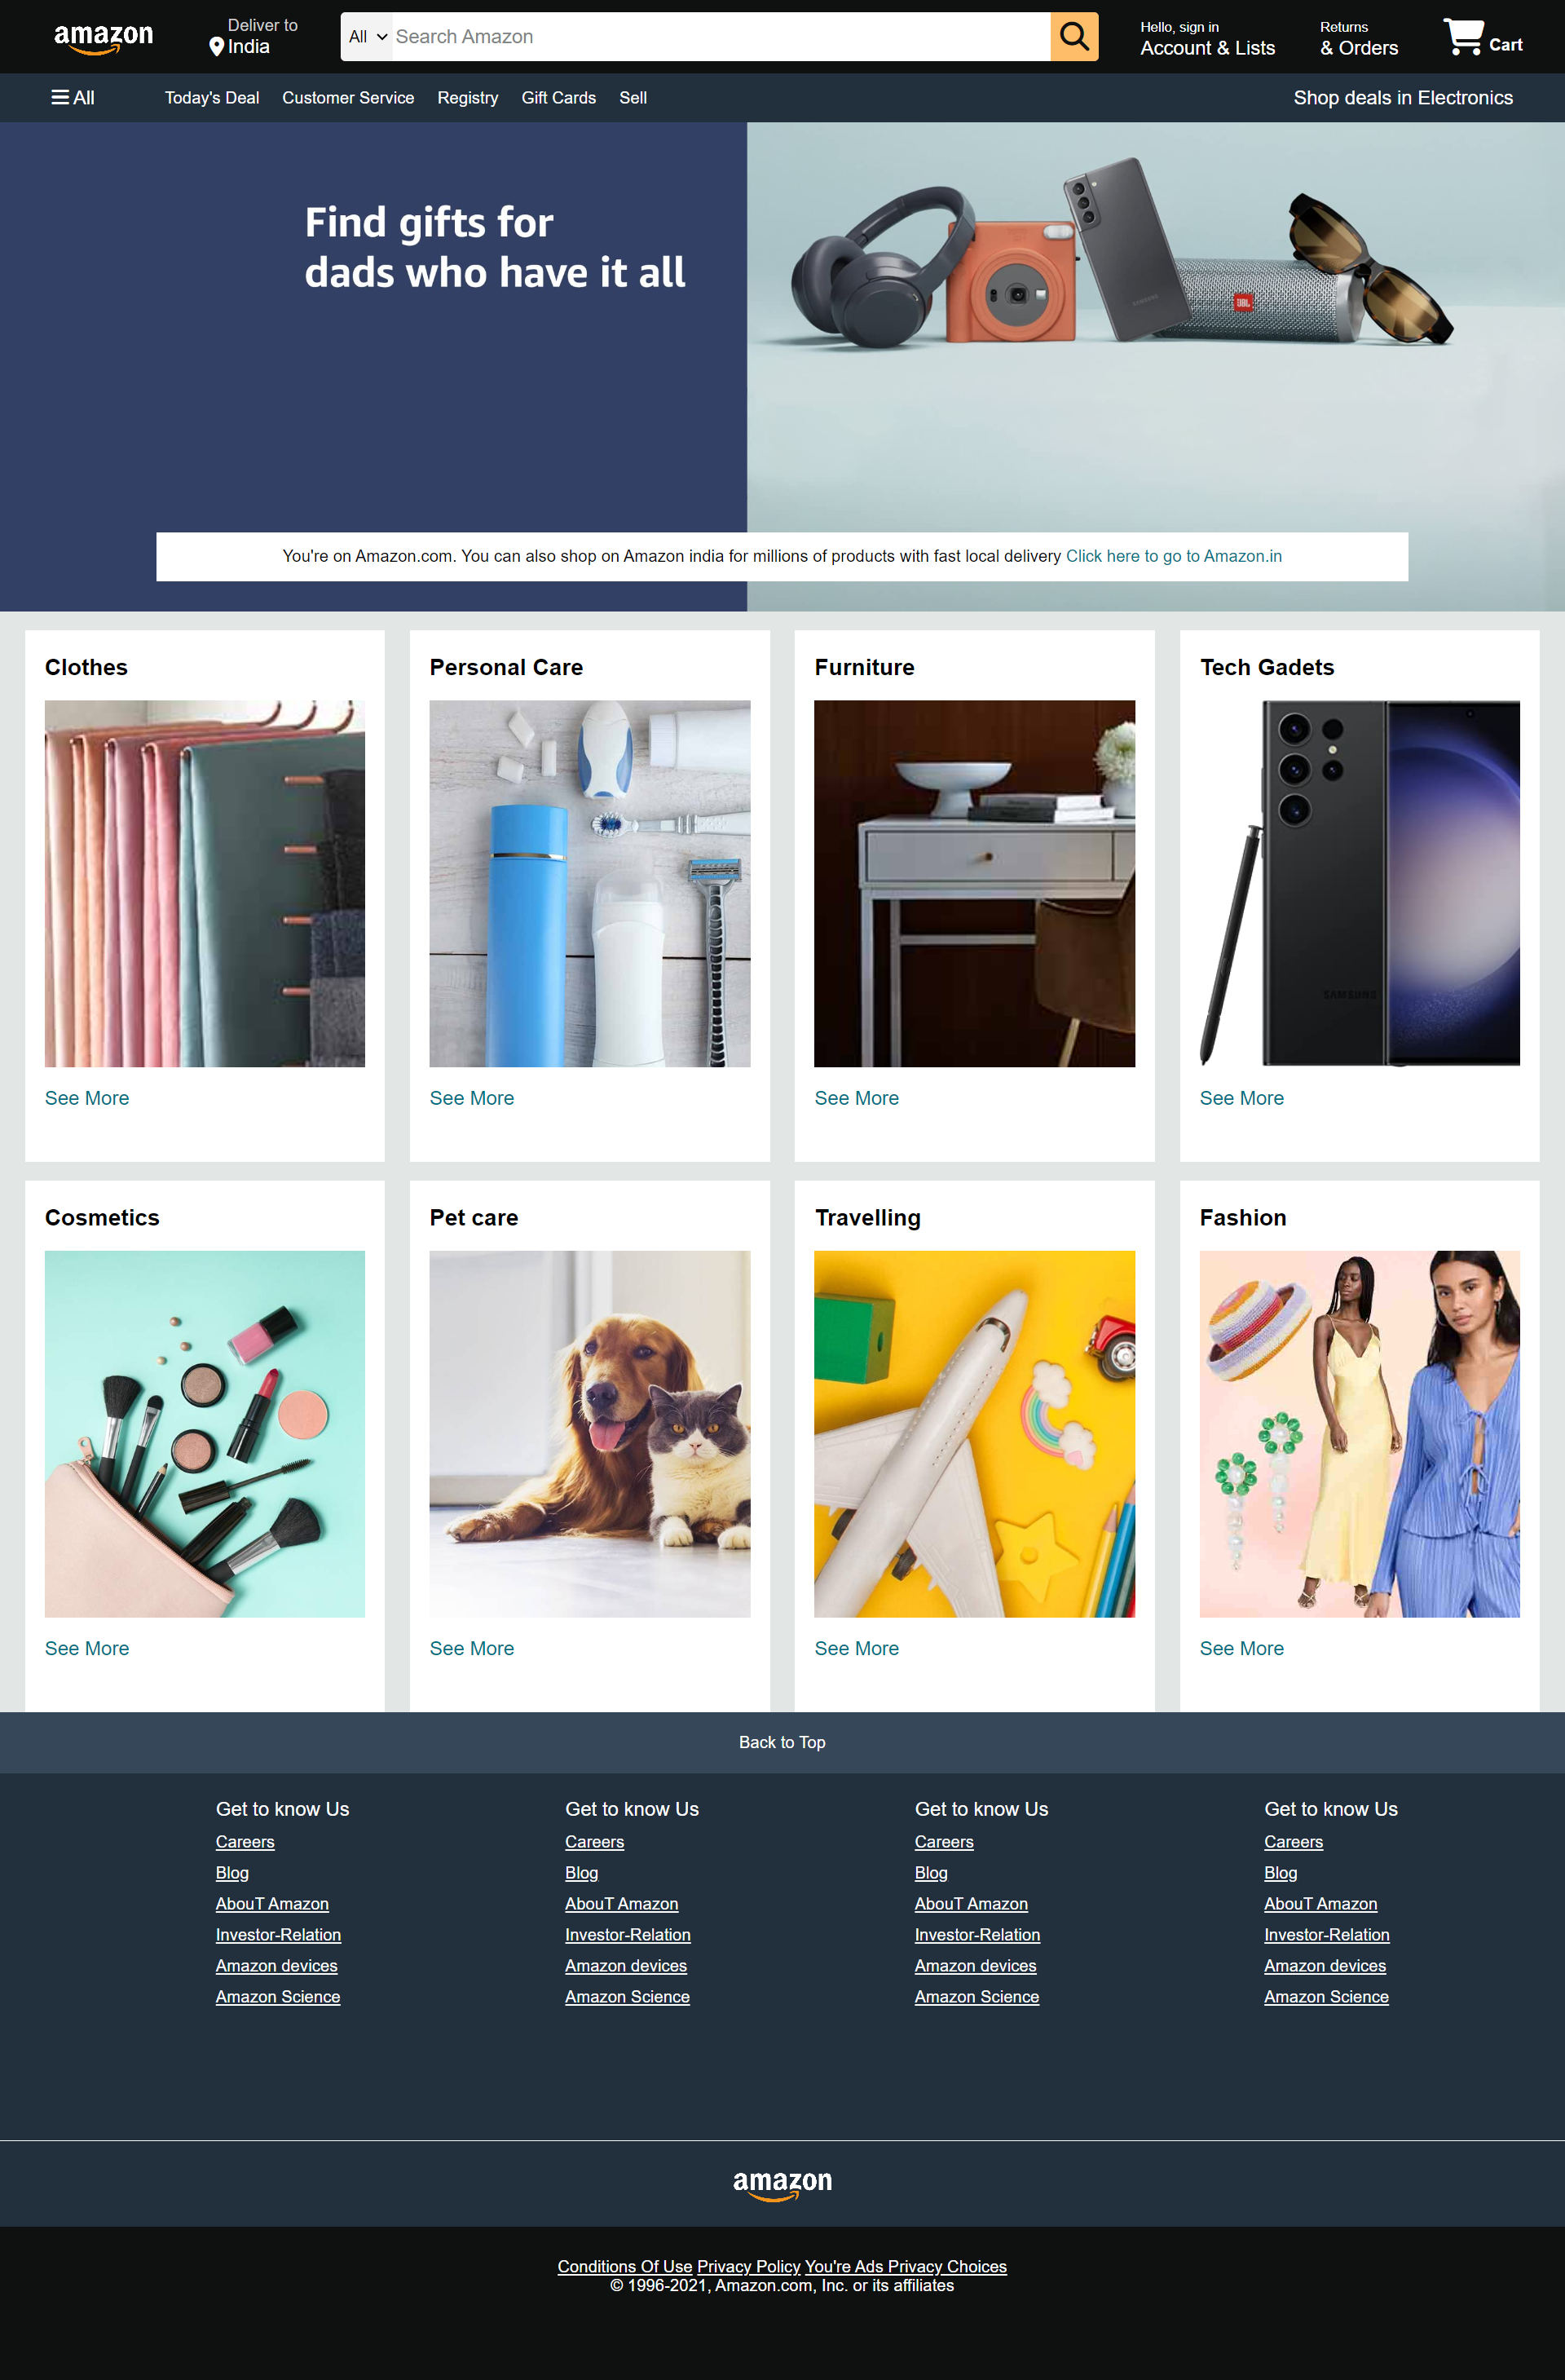 amazon
Deliver to
India
All
Search Amazon
Hello, sign in
Account & Lists
Returns
& Orders
Cart
All
Today's Deal
Customer Service
Registry
Gift Cards
Sell
Shop deals in Electronics
Find gifts for
dads who have it all
SAMSUNG
JBL
You're on Amazon.com. You can also shop on Amazon india for millions of products with fast local delivery Click here to go to Amazon.in
Clothes
Personal Care
Furniture
Tech Gadets
SAMSUNG
See More
See More
See More
See More
Cosmetics
Pet care
Travelling
Fashion
See More
See More
See More
See More
Back to Top
Get to know Us
Careers
Blog
AbouT Amazon
Investor-Relation
Amazon devices
Amazon Science
Get to know Us
Careers
Blog
AbouT Amazon
Investor-Relation
Amazon devices
Amazon Science
Get to know Us
Careers
Blog
AbouT Amazon
Investor-Relation
Amazon devices
Amazon Science
Get to know Us
Careers
Blog
AbouT Amazon
Investor-Relation
Amazon devices
Amazon Science
amazon
Conditions Of Use Privacy Policy You're Ads Privacy Choices
© 1996-2021, Amazon.com, Inc. or its affiliates